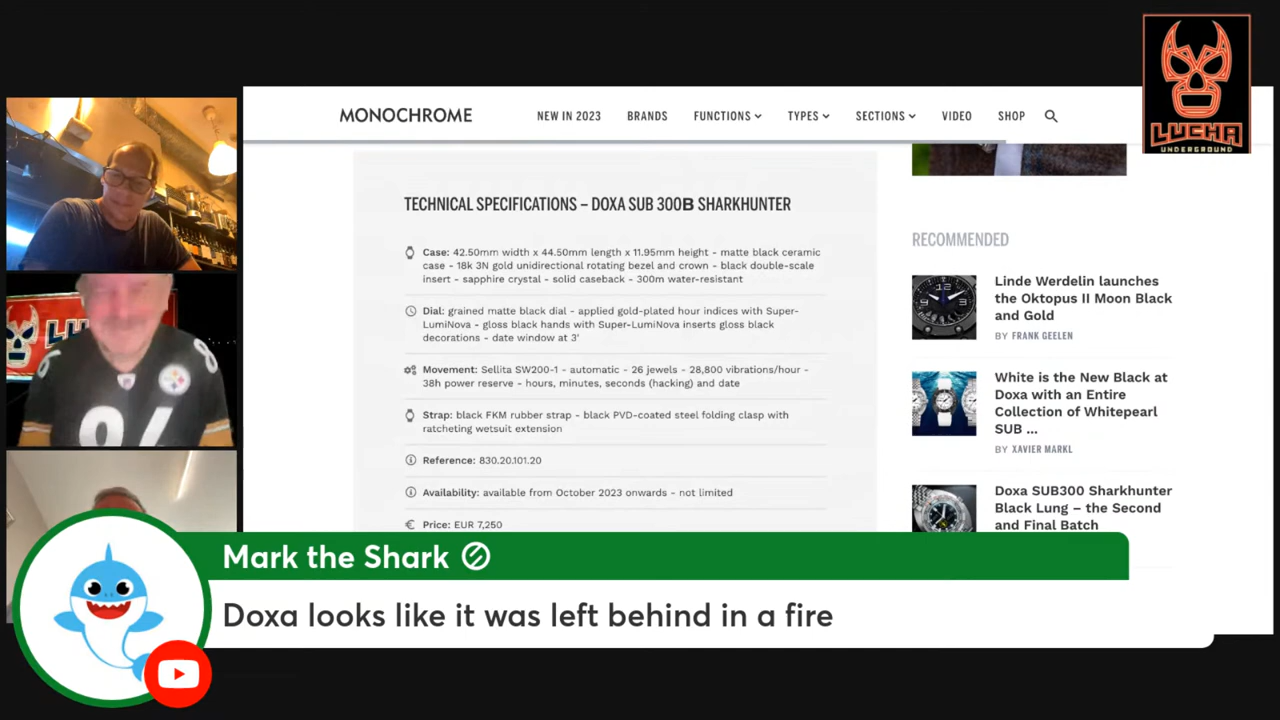 MONOCHROME
NEW IN 2023 BRANDS FUNCTIONS TYPES SECTIONS VIDEO SHOP
LUCHA
UNDERGROUND
TECHNICAL SPECIFICATIONS – DOXA SUB 300B SHARKHUNTER
Case: 42.50mm width x 44.50mm length x 11.95mm height - matte black ceramic
case - 18k 3N gold unidirectional rotating bezel and crown - black double-scale
insert - sapphire crystal - solid caseback - 300m water-resistant
Dial: grained matte black dial - applied gold-plated hour indices with Super-
LumiNova - gloss black hands with Super-LumiNova inserts gloss black
decorations - date window at 3'
Movement: Sellita SW200-1 - automatic - 26 jewels - 28,800 vibrations/hour -
38h power reserve - hours, minutes, seconds (hacking) and date
Strap: black FKM rubber strap - black PVD-coated steel folding clasp with
ratcheting wetsuit extension
Reference: 830.20.101.20
Availability: available from October 2023 onwards - not limited
Price: EUR 7,250
RECOMMENDED
Linde Werdelin launches
the Oktopus II Moon Black
and Gold
BY FRANK GEELEN
White is the New Black at
Doxa with an Entire
Collection of Whitepearl
SUB ...
BY XAVIER MARKL
Doxa SUB300 Sharkhunter
Black Lung – the Second
and Final Batch
Mark the Shark
Doxa looks like it was left behind in a fire